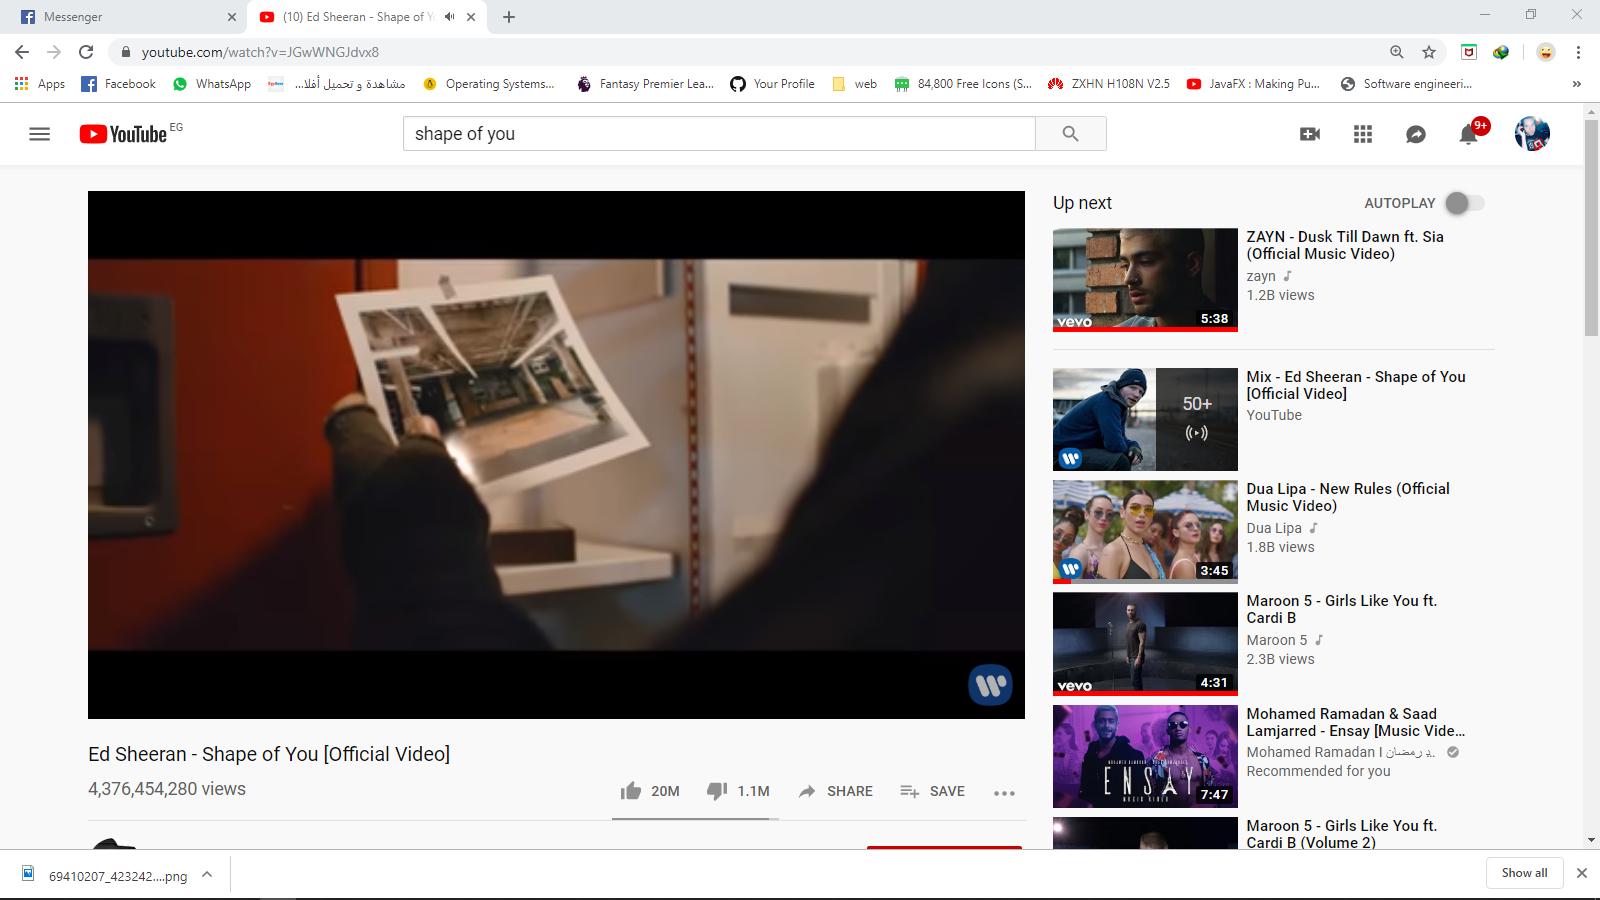 Messenger
(10) Ed Sheeran - Shape of Y
youtube.com/watch?v=JGwWNGJdvx8
Apps
Facebook
WhatsApp
مشاهدة و تحميل أفلا...
Operating Systems...
Fantasy Premier Lea...
Your Profile
web
84,800 Free Icons (S...
ZXHN H108N V2.5
JavaFX : Making Pu...
Software engineeri...
YouTube EG
shape of you
9+
Up next
AUTOPLAY
ZAYN - Dusk Till Dawn ft. Sia
(Official Music Video)
zayn
1.2B views
vevo
5:38
Mix - Ed Sheeran - Shape of You
[Official Video]
YouTube
50+
Dua Lipa - New Rules (Official
Music Video)
Dua Lipa
1.8B views
3:45
Maroon 5 - Girls Like You ft.
Cardi B
Maroon 5
2.3B views
vevo
4:31
Mohamed Ramadan & Saad
Lamjarred - Ensay [Music Vide...
Mohamed Ramadan I د رمضان..
Recommended for you
ENSAY
MUSIC VIDEO
7:47
Maroon 5 - Girls Like You ft.
Cardi B (Volume 2)
Ed Sheeran - Shape of You [Official Video]
4,376,454,280 views
20M
1.1M
SHARE
SAVE
69410207_423242....png
Show all